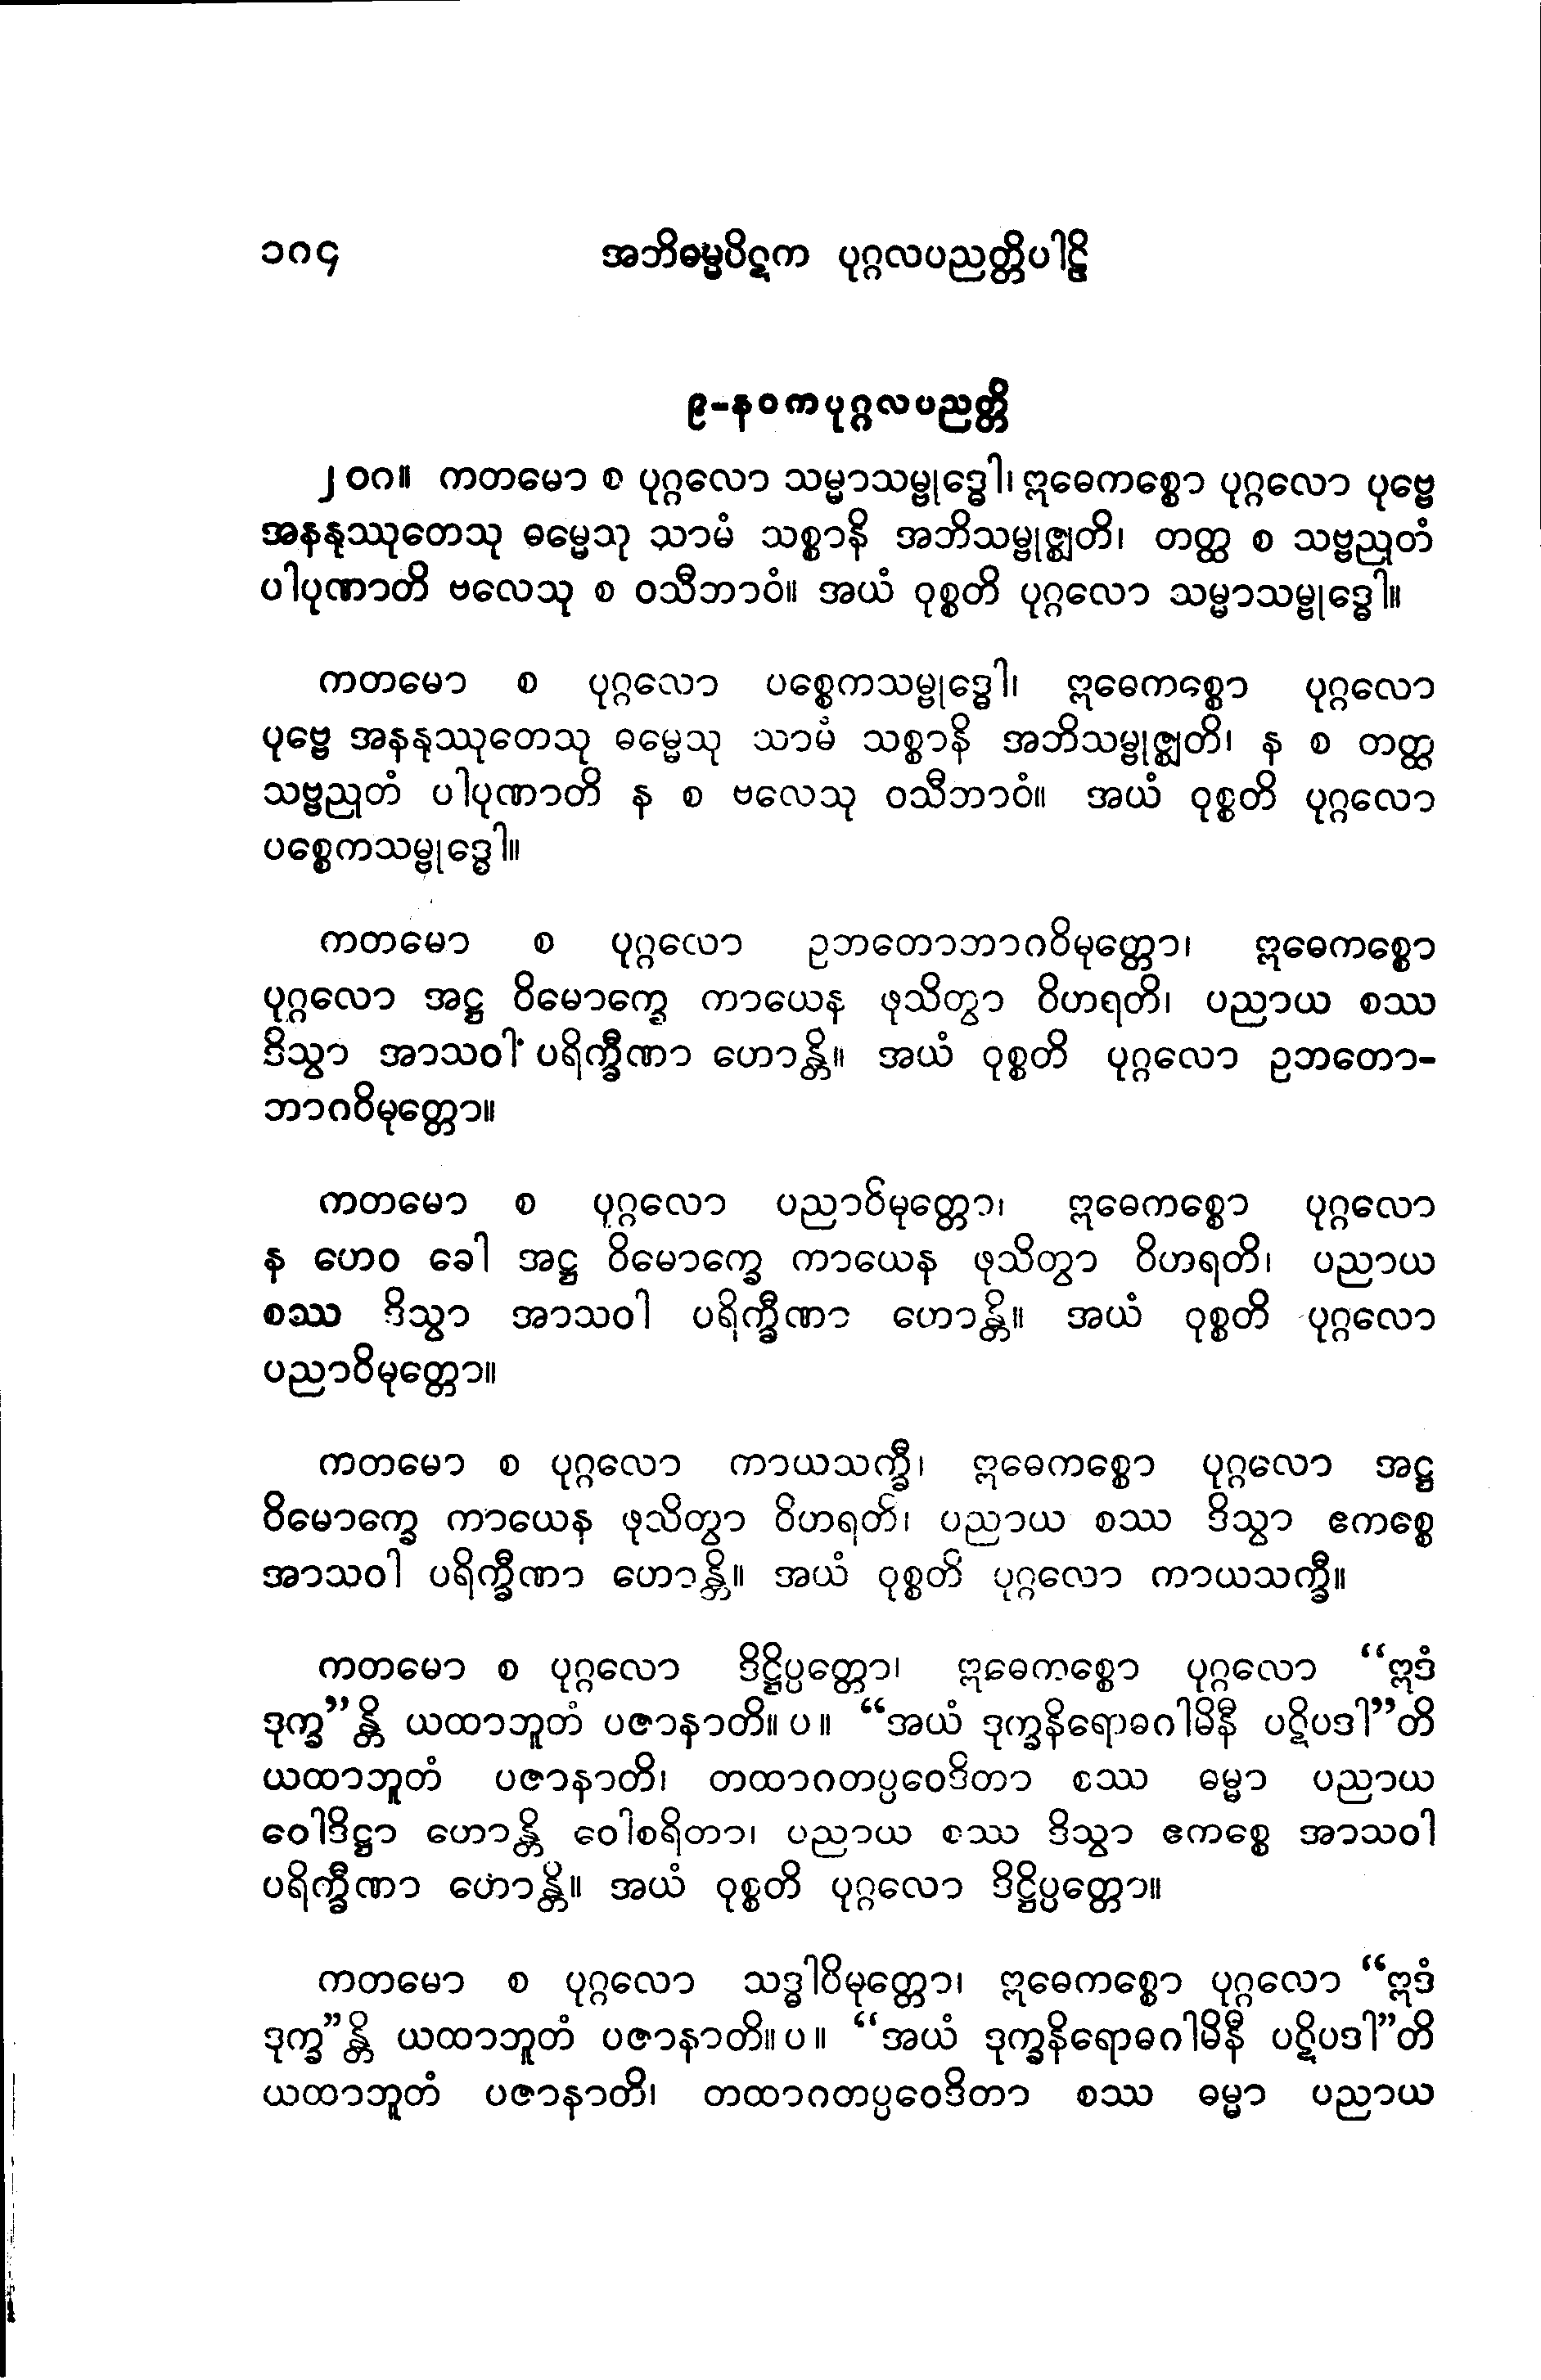 ၁၈၄ အဘိဓမ္မပိဋက ပုဂ္ဂလပညတ္တိပါဠိ
၉-နဝကပုဂ္ဂလပညတ္တိ
၂၀၈။ ကတမော စ ပုဂ္ဂလော သမ္မာသမ္ဗုဒ္ဓေါ၊ ဣဓေကစ္စော ပုဂ္ဂလော ပုဗ္ဗေ
အနနုဿုတေသု ဓမ္မေသု သာမံ သစ္စာနိ အဘိသမ္ဗုဇ္ဈတိ၊ တတ္ထ စ သဗ္ဗညုတံ
ပါပုဏာတိ ဗလေသု စ ဝသီဘာဝံ။ အယံ ဝုစ္စတိ ပုဂ္ဂလော သမ္မာသမ္ဗုဒ္ဓေါ။
ကတမော စ ပုဂ္ဂလော ပစ္စေကသမ္ဗုဒ္ဓေါ၊ ဣဓေကစ္စော ပုဂ္ဂလော
ပုဗ္ဗေ အနနုဿုတေသု ဓမ္မေသု သာမံ သစ္စာနိ အဘိသမ္ဗုဇ္ဈတိ၊ န စ တတ္ထ
သဗ္ဗညုတံ ပါပုဏာတိ န စ ဗလေသု ဝသီဘာဝံ။ အယံ ဝုစ္စတိ ပုဂ္ဂလော
ပစ္စေကသမ္ဗုဒ္ဓေါ။
ကတမော စ ပုဂ္ဂလော ဥဘတောဘာဂဝိမုတ္တော၊ ဣဓေကစ္စော
ပုဂ္ဂလော အဋ္ဌ ဝိမောက္ခေ ကာယေန ဖုသိတွာ ဝိဟရတိ၊ ပညာယ စဿ
ဒိသွာ အာသဝါ ပရိက္ခီဏာ ဟောန္တိ။ အယံ ဝုစ္စတိ ပုဂ္ဂလော ဥဘတော-
ဘာဂဝိမုတ္တော။
ကတမော စ ပုဂ္ဂလော ပညာဝိမုတ္တော၊ ဣဓေကစ္စော ပုဂ္ဂလော
န ဟေဝ ခေါ အဋ္ဌ ဝိမောက္ခေ ကာယေန ဖုသိတွာ ဝိဟရတိ၊ ပညာယ
စဿ ဒိသွာ အာသဝါ ပရိက္ခီဏာ ဟောန္တိ။ အယံ ဝုစ္စတိ ပုဂ္ဂလော
ပညာဝိမုတ္တော။
ကတမော စ ပုဂ္ဂလော ကာယသက္ခီ၊ ဣဓေကစ္စော ပုဂ္ဂလော အဋ္ဌ
ဝိမောက္ခေ ကာယေန ဖုသိတွာ ဝိဟရတိ၊ ပညာယ စဿ ဒိသွာ ဧကစ္စေ
အာသဝါ ပရိက္ခီဏာ ဟောန္တိ။ အယံ ဝုစ္စတိ ပုဂ္ဂလော ကာယသက္ခီ။
ကတမော စ ပုဂ္ဂလော ဒိဋ္ဌိပ္ပတ္တော၊ ဣဓေကစ္စော ပုဂ္ဂလော “ဣဒံ
ဒုက္ခ”န္တိ ယထာဘူတံ ပဇာနာတိ။ ပ။ “အယံ ဒုက္ခနိရောဓဂါမိနီ ပဋိပဒါ”တိ
ယထာဘူတံ ပဇာနာတိ၊ တထာဂတပ္ပဝေဒိတာ စဿ ဓမ္မာ ပညာယ
ဝေါဒိဋ္ဌာ ဟောန္တိ ဝေါစရိတာ၊ ပညာယ စဿ ဒိသွာ ဧကစ္စေ အာသဝါ
ပရိက္ခီဏာ ဟောန္တိ။ အယံ ဝုစ္စတိ ပုဂ္ဂလော ဒိဋ္ဌိပ္ပတ္တော။
ကတမော စ ပုဂ္ဂလော သဒ္ဓါဝိမုတ္တော၊ ဣဓေကစ္စော ပုဂ္ဂလော “ဣဒံ
ဒုက္ခ”န္တိ ယထာဘူတံ ပဇာနာတိ။ ပ။ “အယံ ဒုက္ခနိရောဓဂါမိနီ ပဋိပဒါ”တိ
ယထာဘူတံ ပဇာနာတိ၊ တထာဂတပ္ပဝေဒိတာ စဿ ဓမ္မာ ပညာယ